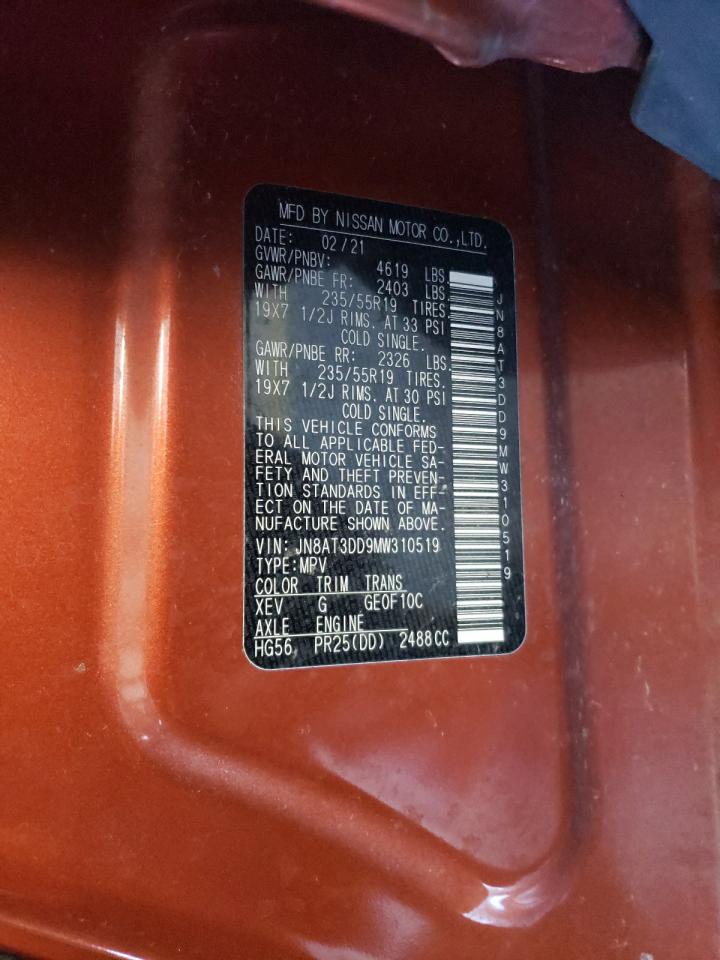 MFD BY NISSAN MOTOR CO.,LTD.
DATE: 02/21
GVWR/PNBV: 4619 LBS.
GAWR/PNBE FR: 2403 LBS.
WITH 235/55R19 TIRES.
19X7 1/2J RIMS. AT 33 PSI
COLD SINGLE.
GAWR/PNBE RR: 2326 LBS.
WITH 235/55R19 TIRES.
19X7 1/2J RIMS. AT 30 PSI
COLD SINGLE.
THIS VEHICLE CONFORMS
TO ALL APPLICABLE FED-
ERAL MOTOR VEHICLE SA-
FETY AND THEFT PREVEN-
TION STANDARDS IN EFF-
ECT ON THE DATE OF MA-
NUFACTURE SHOWN ABOVE.
VIN: JN8AT3DD9MW310519
TYPE:MPV
COLOR TRIM TRANS
XEV G GEOF10C
AXLE ENGINE
HG56 PR25(DD) 2488CC
JN8AT3DD9MW310519